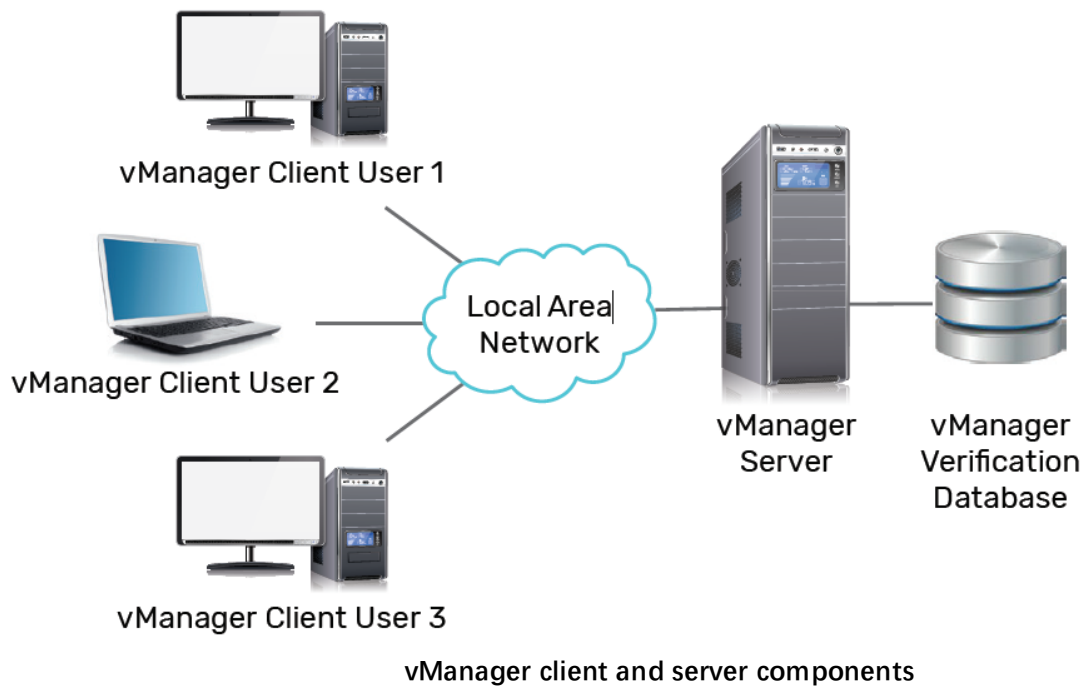 vManager Client User 1
vManager Client User 2
vManager Client User 3
Local Area
Network
vManager
Server
vManager
Verification
Database
vManager client and server components